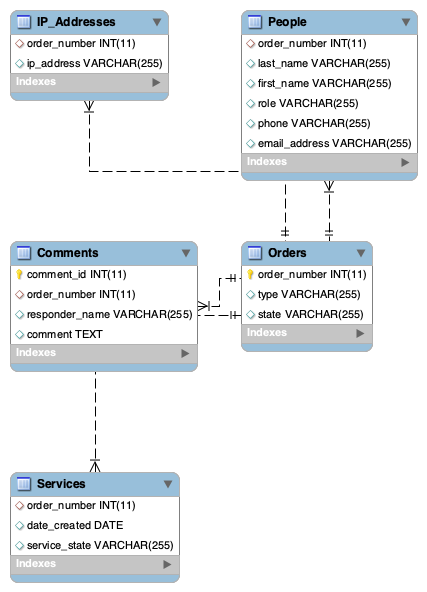 IP_Addresses
order_number INT(11)
ip_address VARCHAR(255)
Indexes
People
order_number INT(11)
last_name VARCHAR(255)
first_name VARCHAR(255)
role VARCHAR(255)
phone VARCHAR(255)
email_address VARCHAR(255)
Indexes
Comments
comment_id INT(11)
order_number INT(11)
responder_name VARCHAR(255)
comment TEXT
Indexes
Orders
order_number INT(11)
type VARCHAR(255)
state VARCHAR(255)
Indexes
Services
order_number INT(11)
date_created DATE
service_state VARCHAR(255)
Indexes